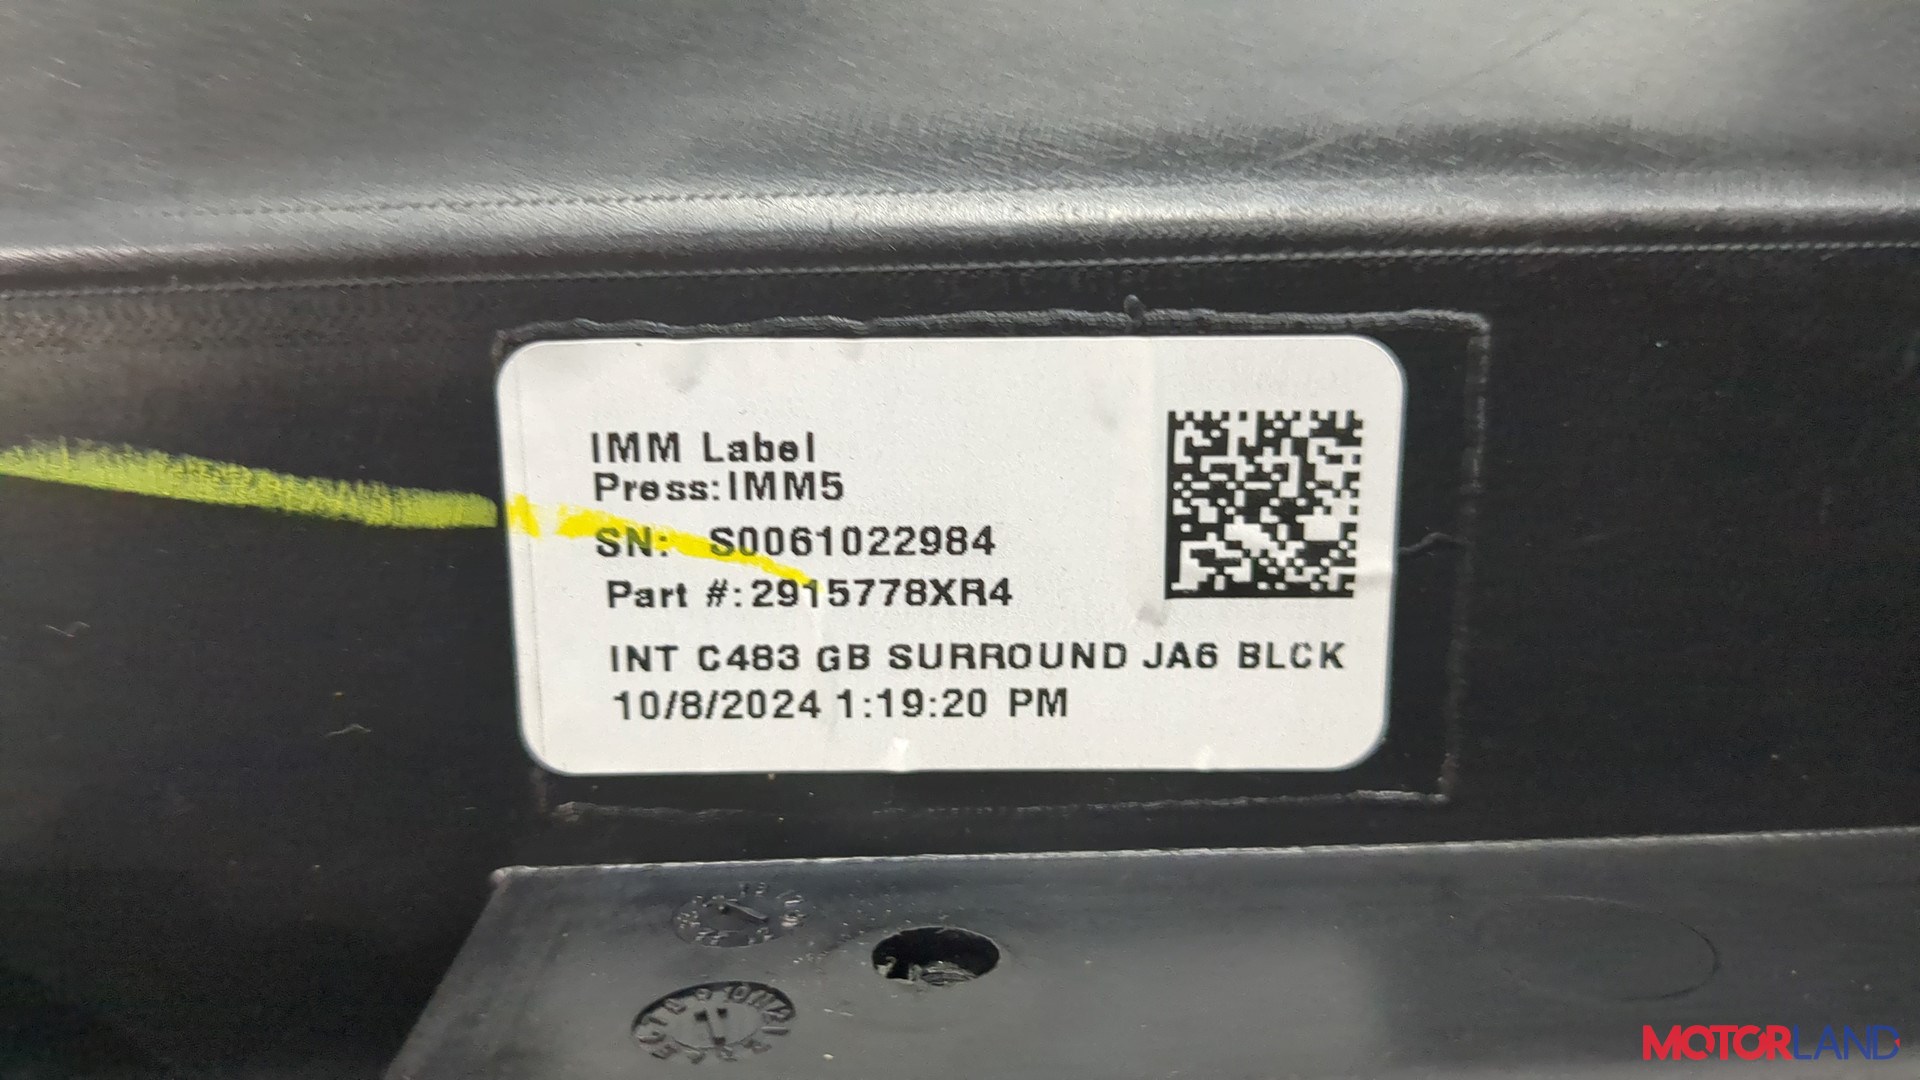 IMM Label
Press:IMM5
SN: S0061022984
Part #:2915778XR4
INT C483 GB SURROUND JA6 BLCK
10/8/2024 1:19:20 PM
MOTORLAND